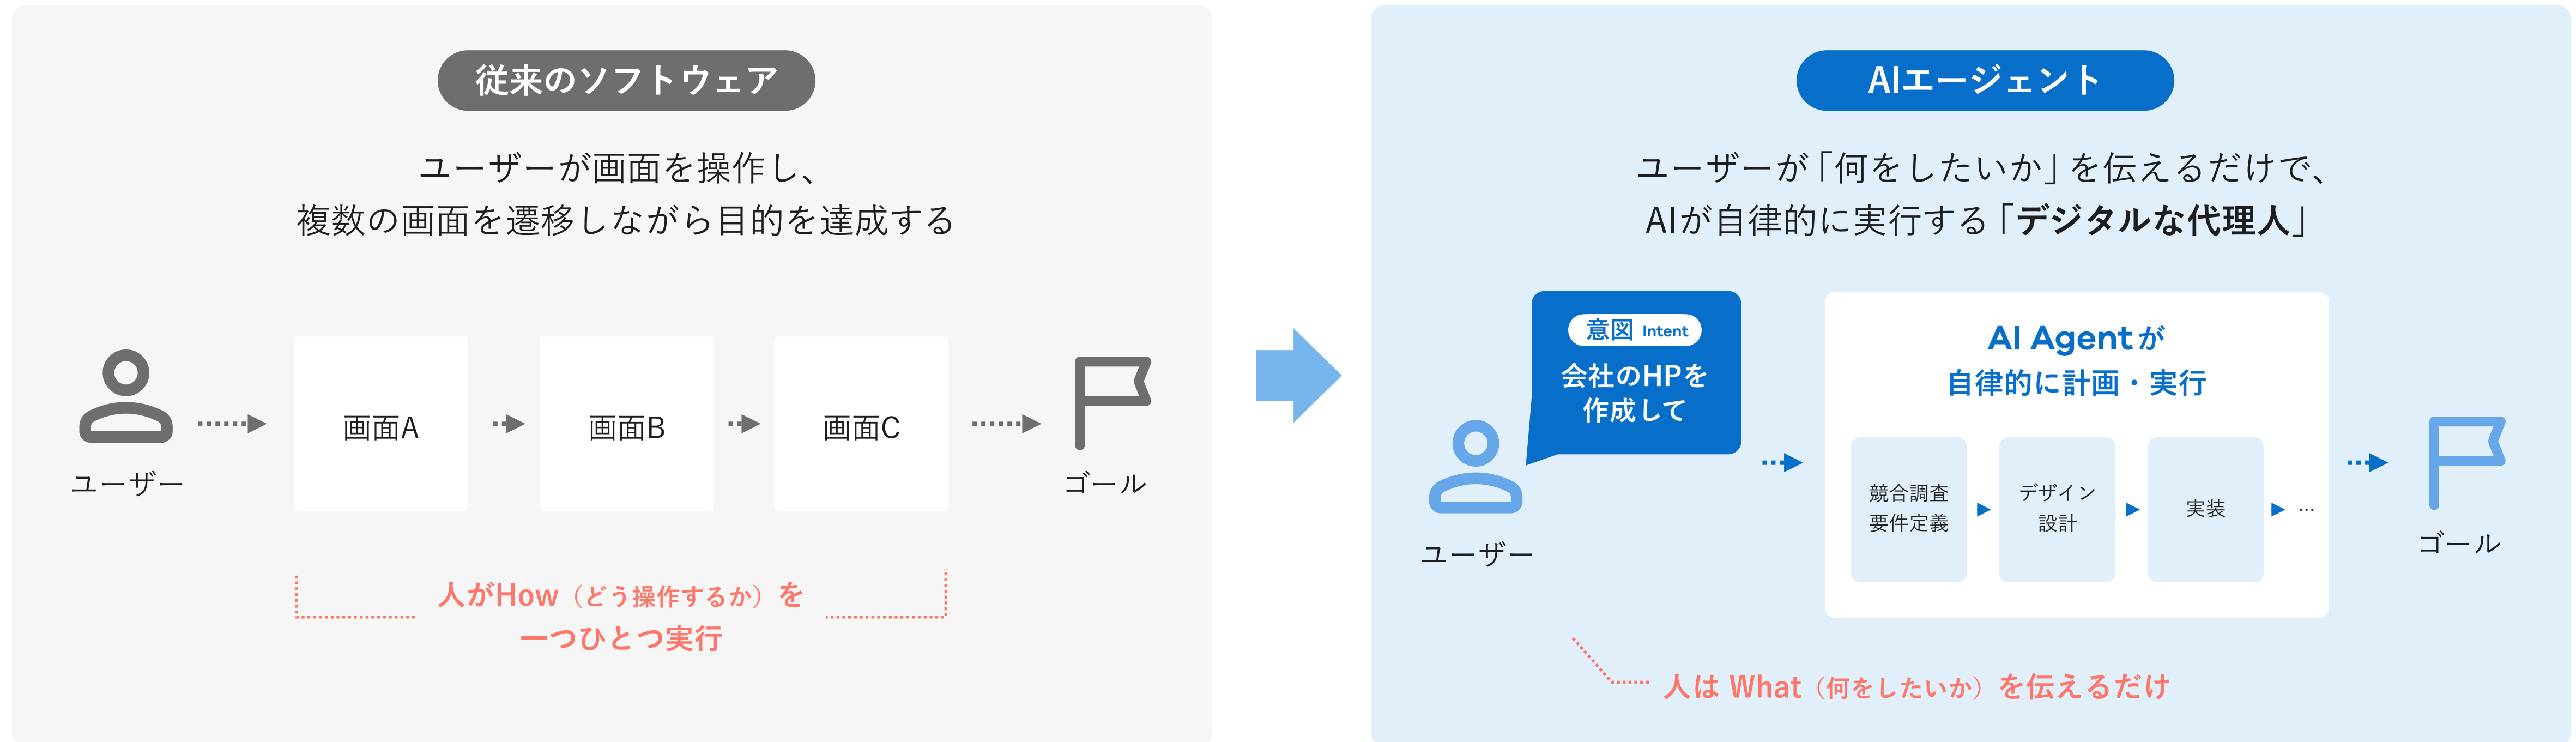 従来のソフトウェア
ユーザーが画面を操作し、
複数の画面を遷移しながら目的を達成する
ユーザー
画面A
画面B
画面C
ゴール
人がHow（どう操作するか）を
一つひとつ実行
AIエージェント
ユーザーが「何をしたいか」を伝えるだけで、
AIが自律的に実行する「デジタルな代理人」
ユーザー
意図 Intent
会社のHPを
作成して
AI Agentが
自律的に計画・実行
競合調査
要件定義
デザイン
設計
実装
…
ゴール
人は What（何をしたいか）を伝えるだけ